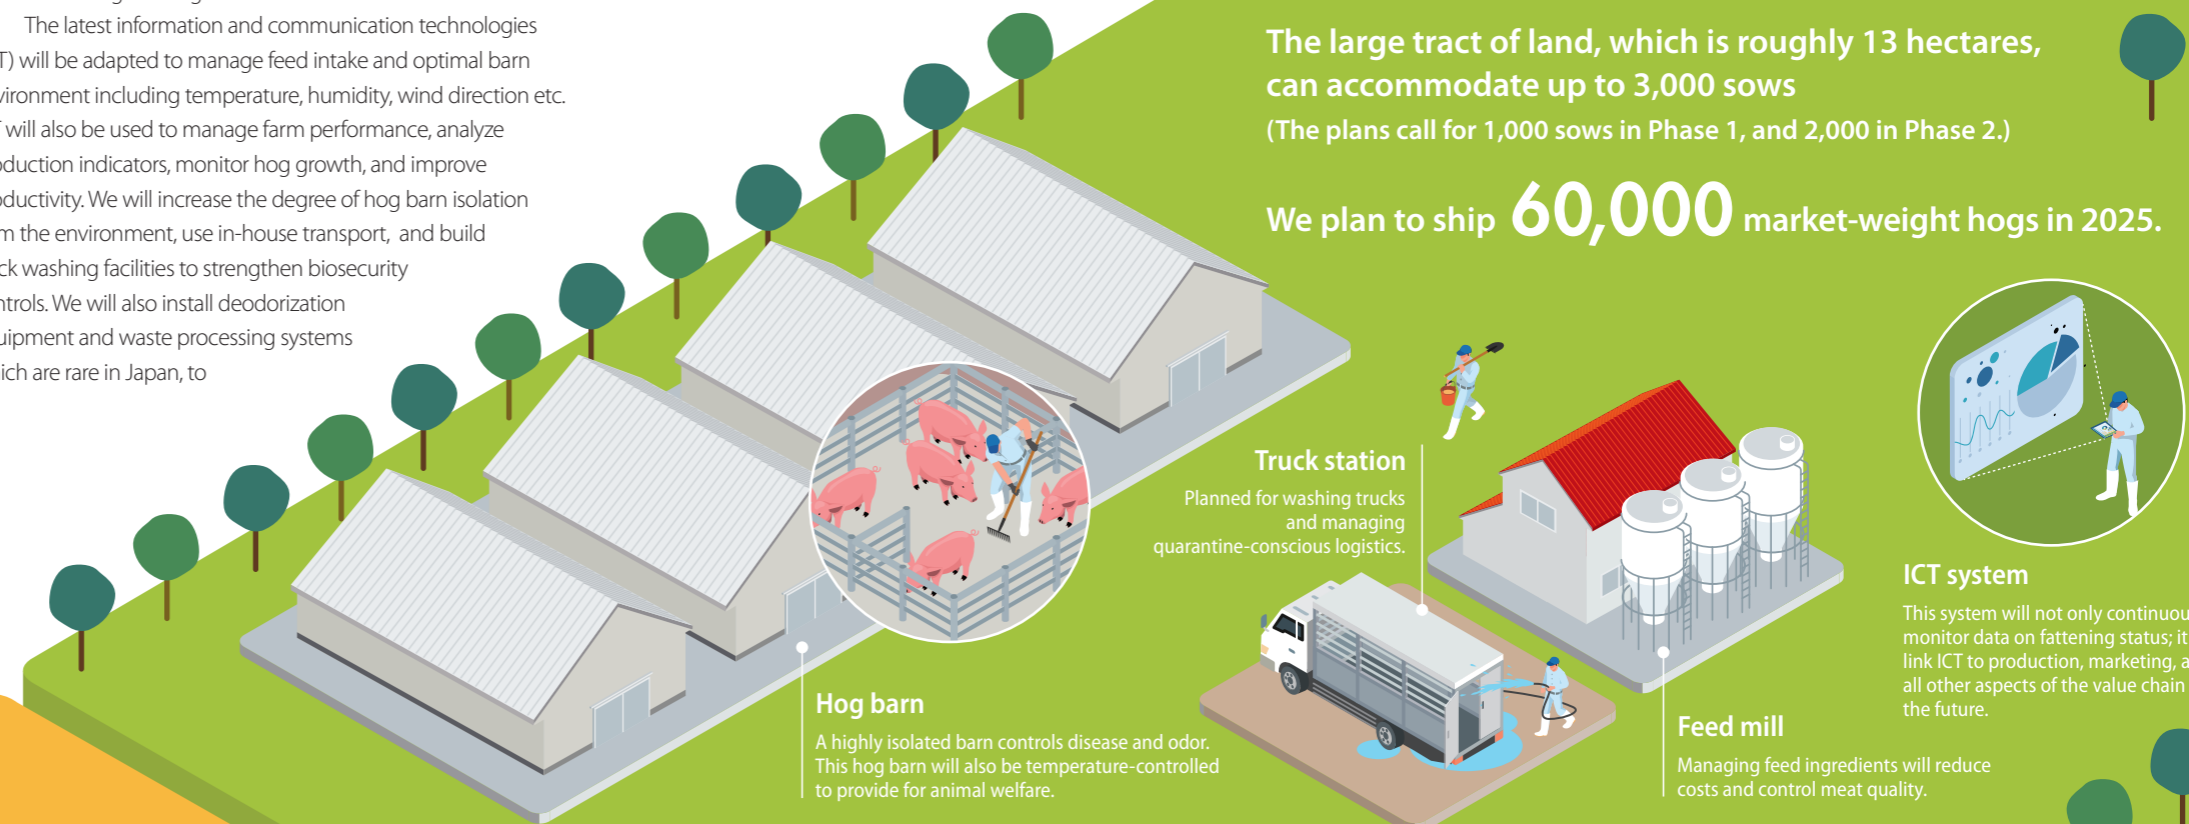 The latest information and communication technologies
T) will be adapted to manage feed intake and optimal barn
vironment including temperature, humidity, wind direction etc.
will also be used to manage farm performance, analyze
oduction indicators, monitor hog growth, and improve
oductivity. We will increase the degree of hog barn isolation
m the environment, use in-house transport, and build
ck washing facilities to strengthen biosecurity
ntrols. We will also install deodorization
uipment and waste processing systems
ich are rare in Japan, to
The large tract of land, which is roughly 13 hectares,
can accommodate up to 3,000 sows
(The plans call for 1,000 sows in Phase 1, and 2,000 in Phase 2.)
We plan to ship 60,000 market-weight hogs in 2025.
Truck station
Planned for washing trucks
and managing
quarantine-conscious logistics.
ICT system
This system will not only continuou
monitor data on fattening status; it
link ICT to production, marketing, a
all other aspects of the value chain
the future.
Hog barn
A highly isolated barn controls disease and odor.
This hog barn will also be temperature-controlled
to provide for animal welfare.
Feed mill
Managing feed ingredients will reduce
costs and control meat quality.